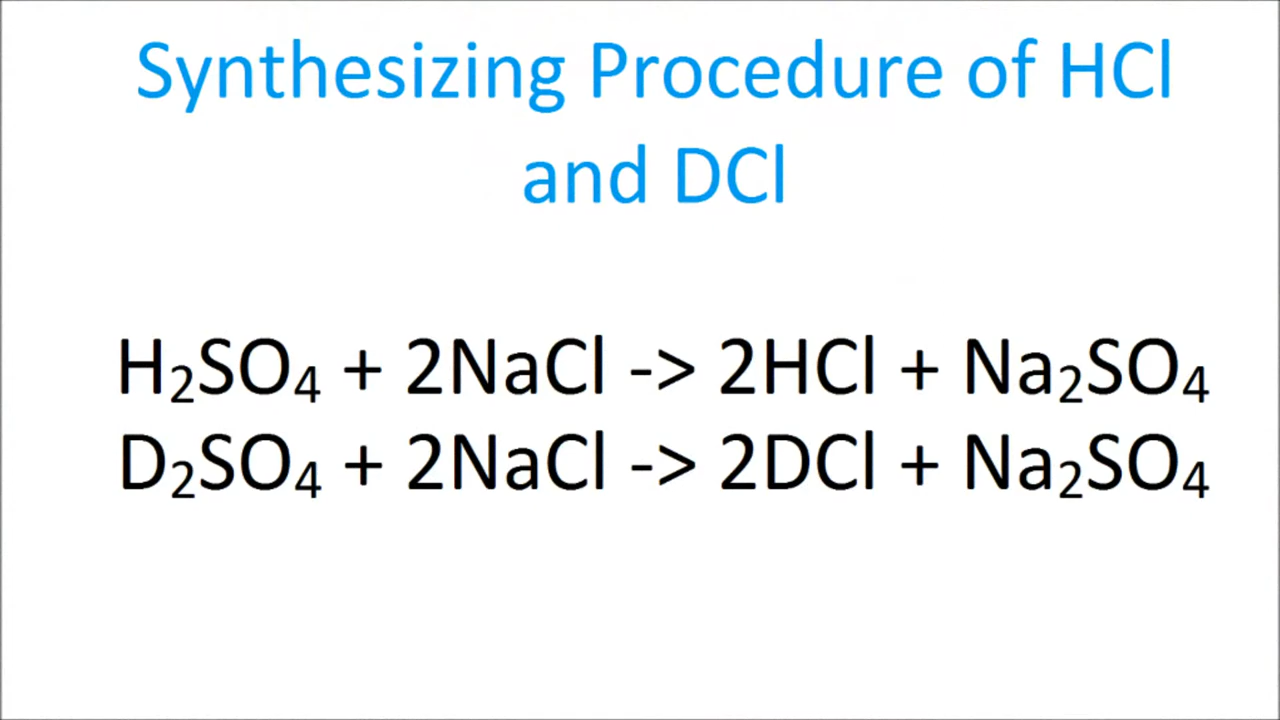 Synthesizing Procedure of HCl
and DCl
H₂SO₄ + 2NaCl -> 2HCl + Na₂SO₄
D₂SO₄ + 2NaCl -> 2DCl + Na₂SO₄